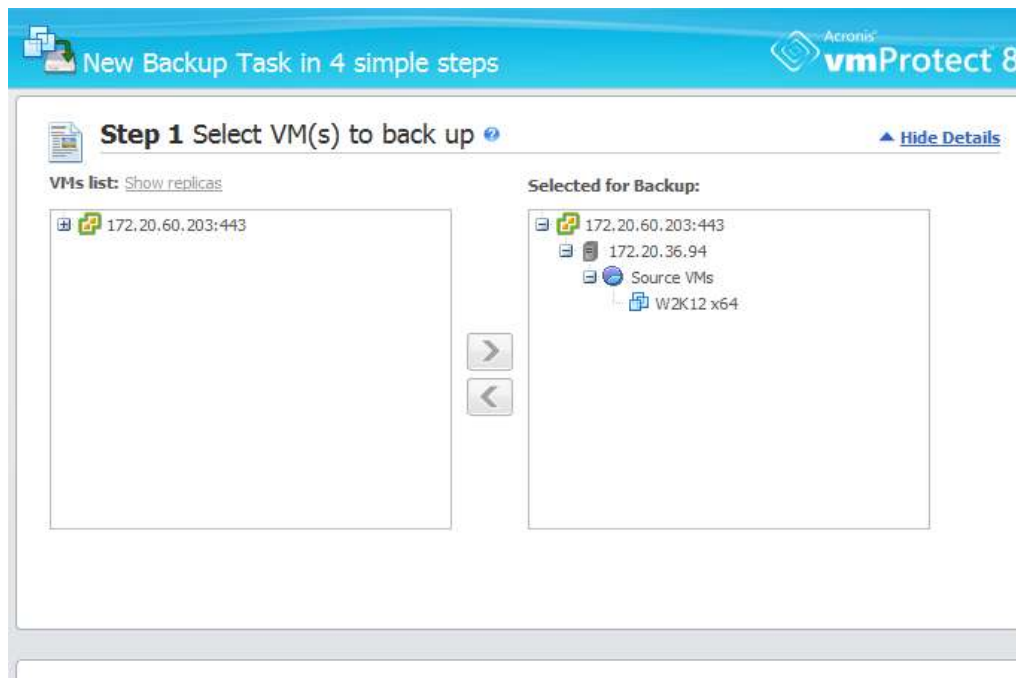 New Backup Task in 4 simple steps
Acronis®
vmProtect™ 8
Step 1 Select VM(s) to back up
Hide Details
VMs list: Show replicas
172.20.60.203:443
Selected for Backup:
172.20.60.203:443
172.20.36.94
Source VMs
W2K12 x64